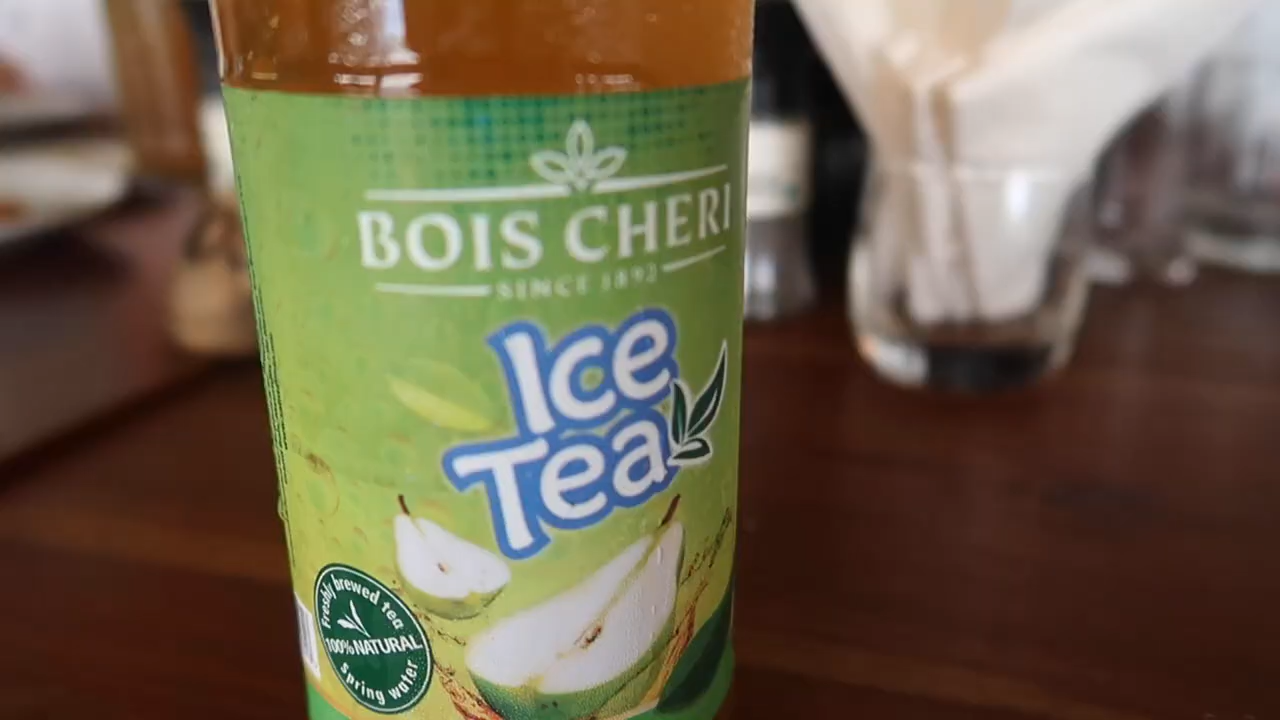 BOIS CHERI
SINCE 1892
Ice
Tea
Freshly brewed tea
100% NATURAL
spring water